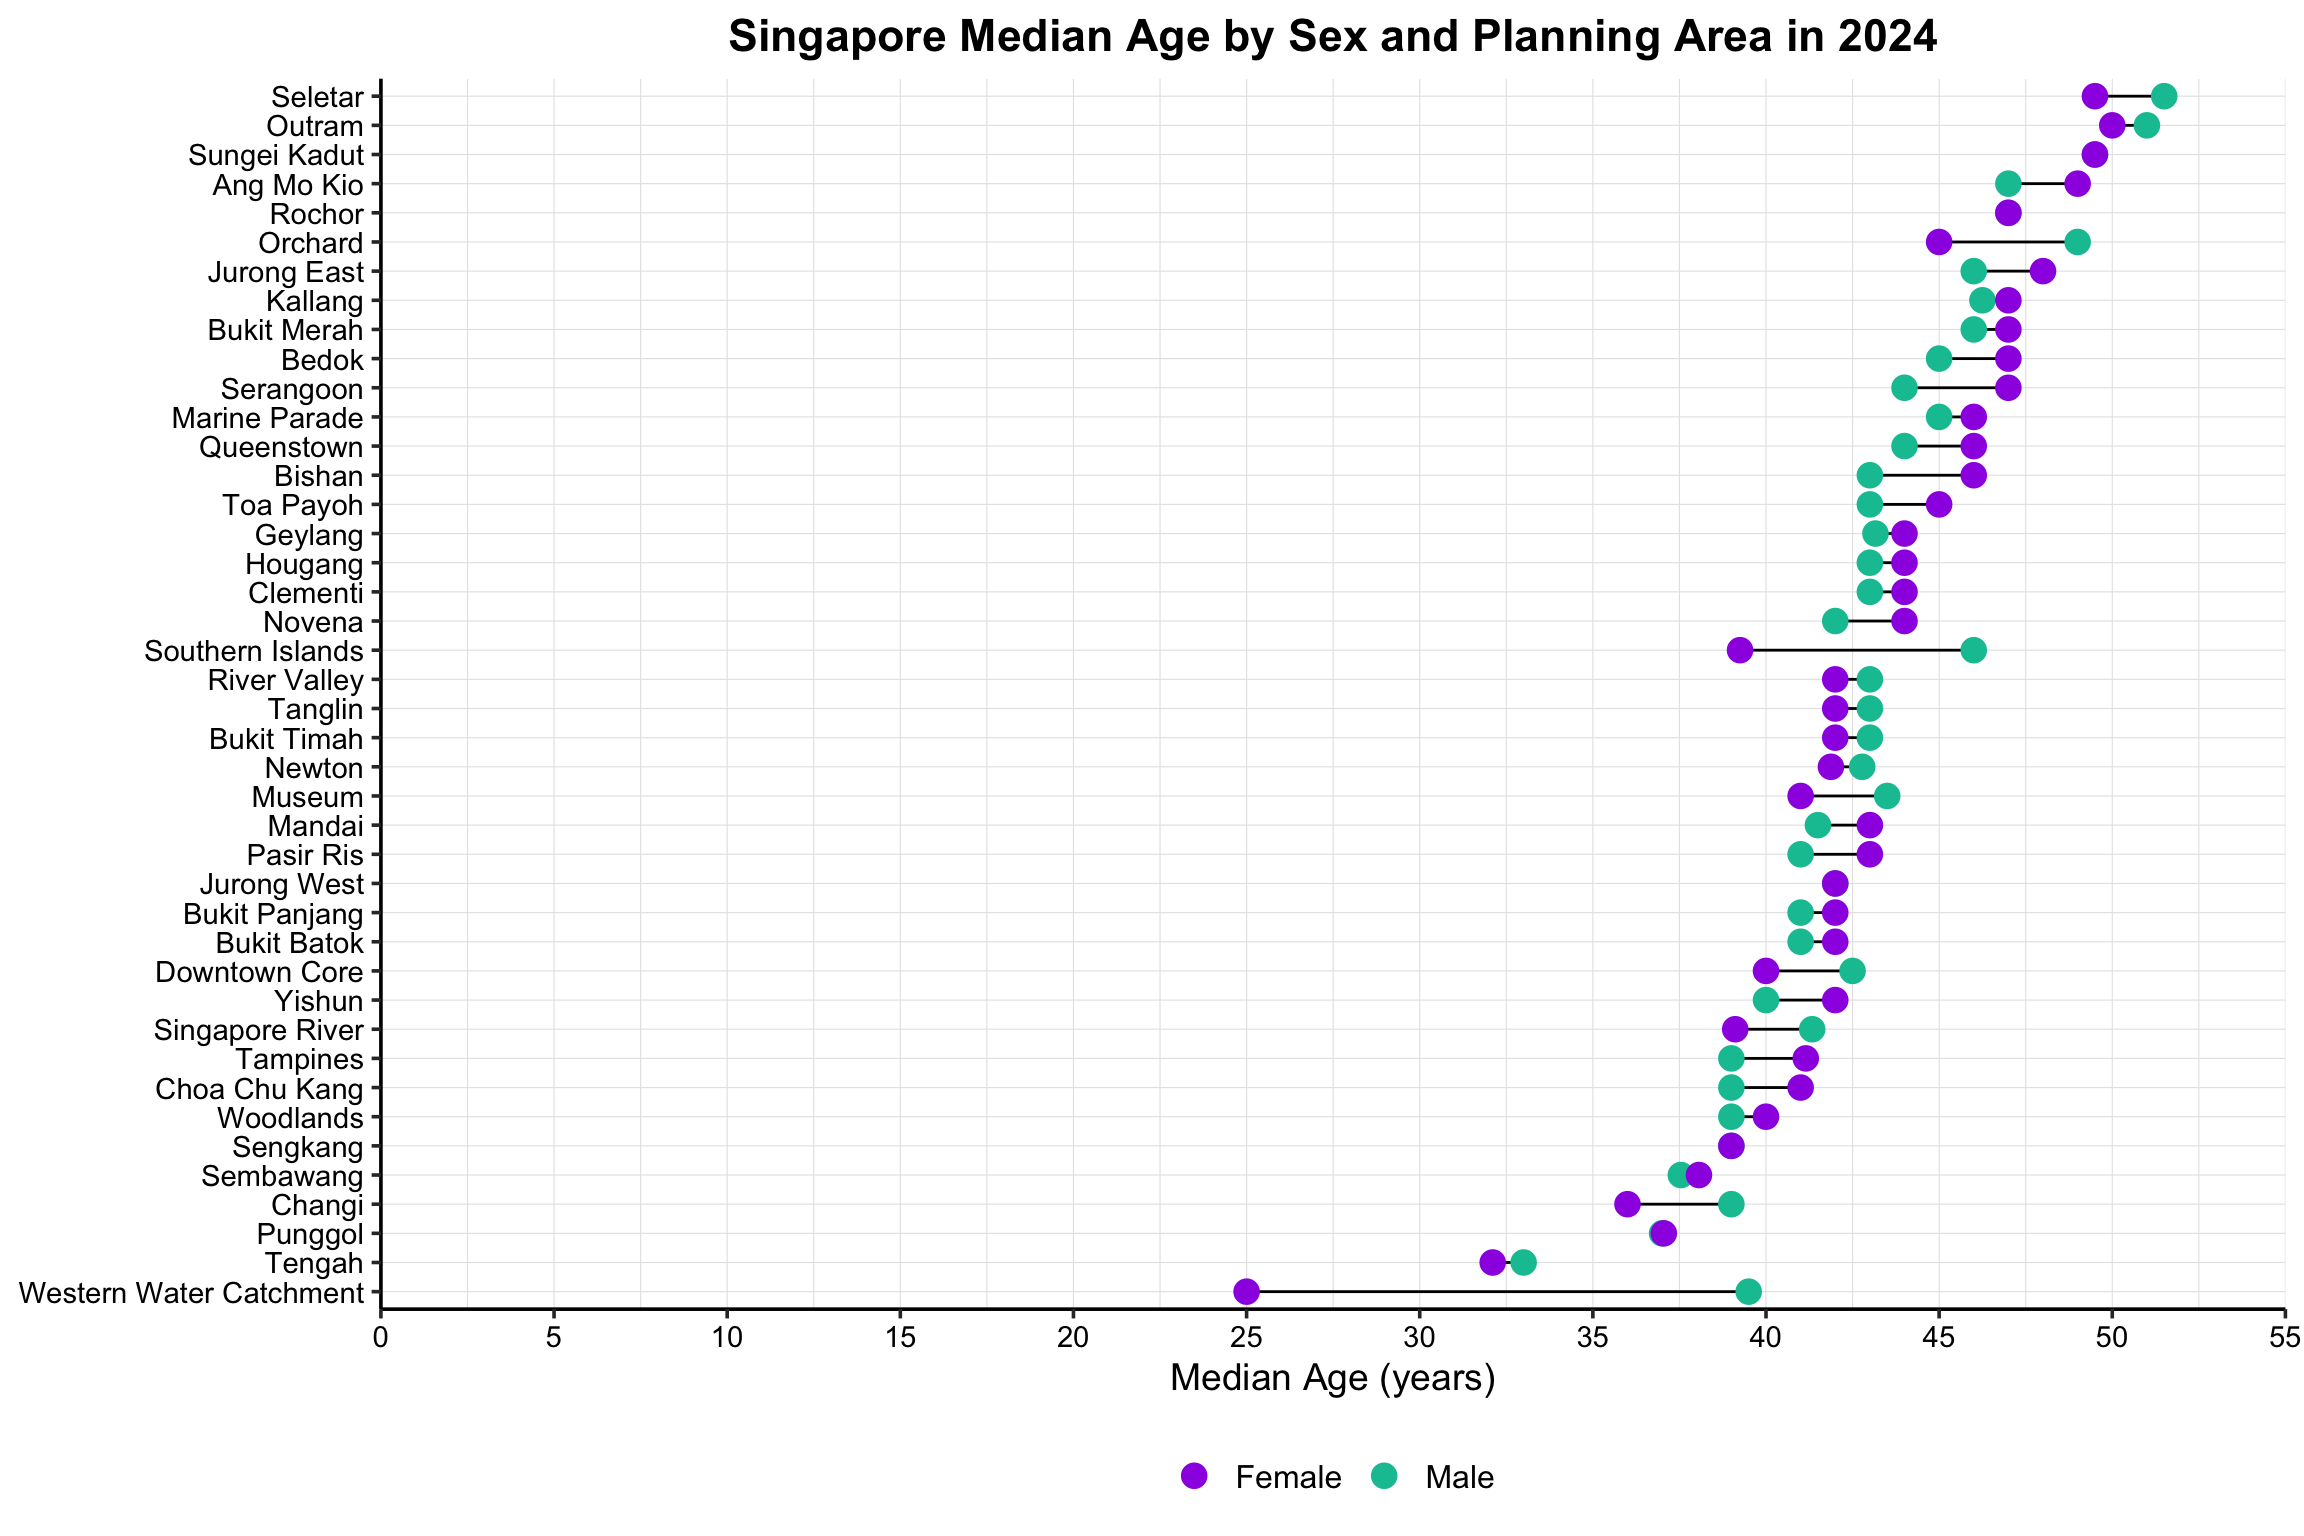 Singapore Median Age by Sex and Planning Area in 2024
Seletar
Outram
Sungei Kadut
Ang Mo Kio
Rochor
Orchard
Jurong East
Kallang
Bukit Merah
Bedok
Serangoon
Marine Parade
Queenstown
Bishan
Toa Payoh
Geylang
Hougang
Clementi
Novena
Southern Islands
River Valley
Tanglin
Bukit Timah
Newton
Museum
Mandai
Pasir Ris
Jurong West
Bukit Panjang
Bukit Batok
Downtown Core
Yishun
Singapore River
Tampines
Choa Chu Kang
Woodlands
Sengkang
Sembawang
Changi
Punggol
Tengah
Western Water Catchment
0 5 10 15 20 25 30 35 40 45 50 55
Median Age (years)
Female Male